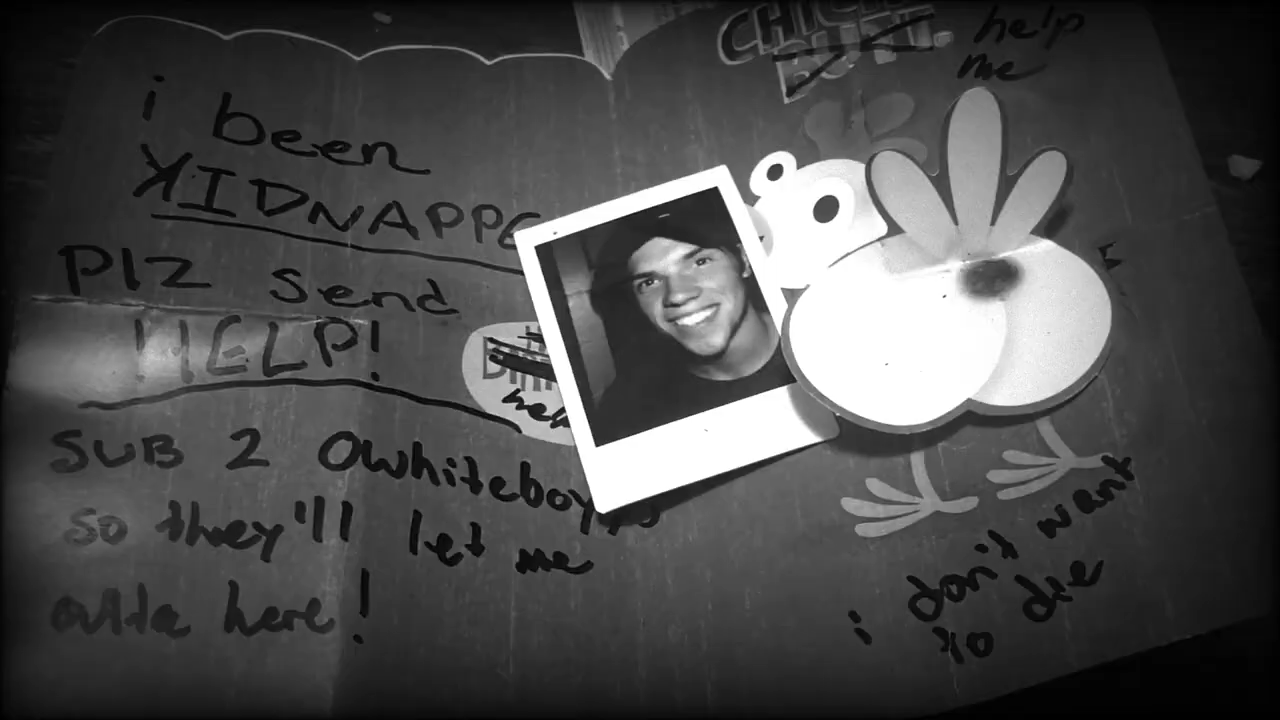 i been
KIDNAPPE
PlZ send
HELP!
SUB 2 Owhiteboy
so they'll let me
outta here!
help
me
i don't want
to die